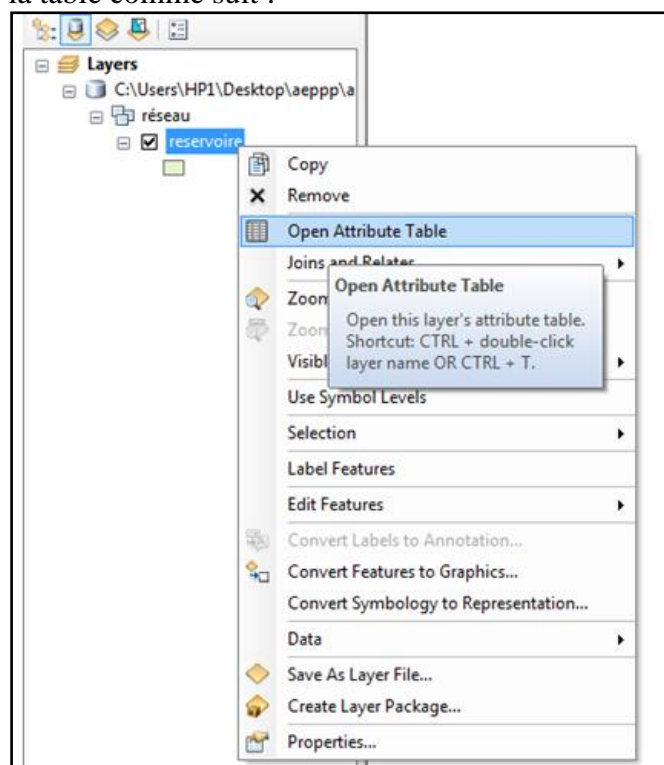 la table comme suit :
Layers
C:\Users\HP1\Desktop\aeppp\a
réseau
reservoire
Copy
Remove
Open Attribute Table
Joins and Relates
Open Attribute Table
Zoom
Open this layer's attribute table.
Zoom
Shortcut: CTRL + double-click
Visibl
layer name OR CTRL + T.
Use Symbol Levels
Selection
Label Features
Edit Features
Convert Labels to Annotation...
Convert Features to Graphics...
Convert Symbology to Representation...
Data
Save As Layer File...
Create Layer Package...
Properties...